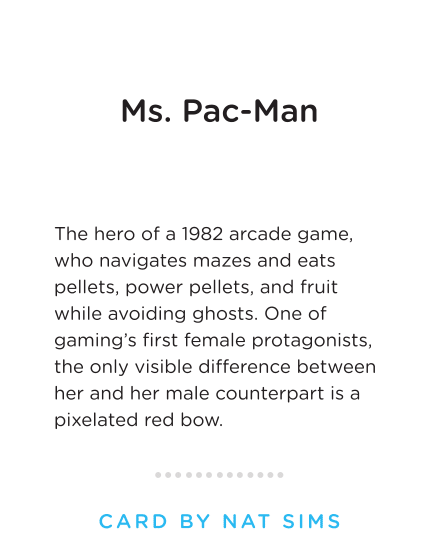 Ms. Pac-Man
The hero of a 1982 arcade game,
who navigates mazes and eats
pellets, power pellets, and fruit
while avoiding ghosts. One of
gaming’s first female protagonists,
the only visible difference between
her and her male counterpart is a
pixelated red bow.
CARD BY NAT SIMS